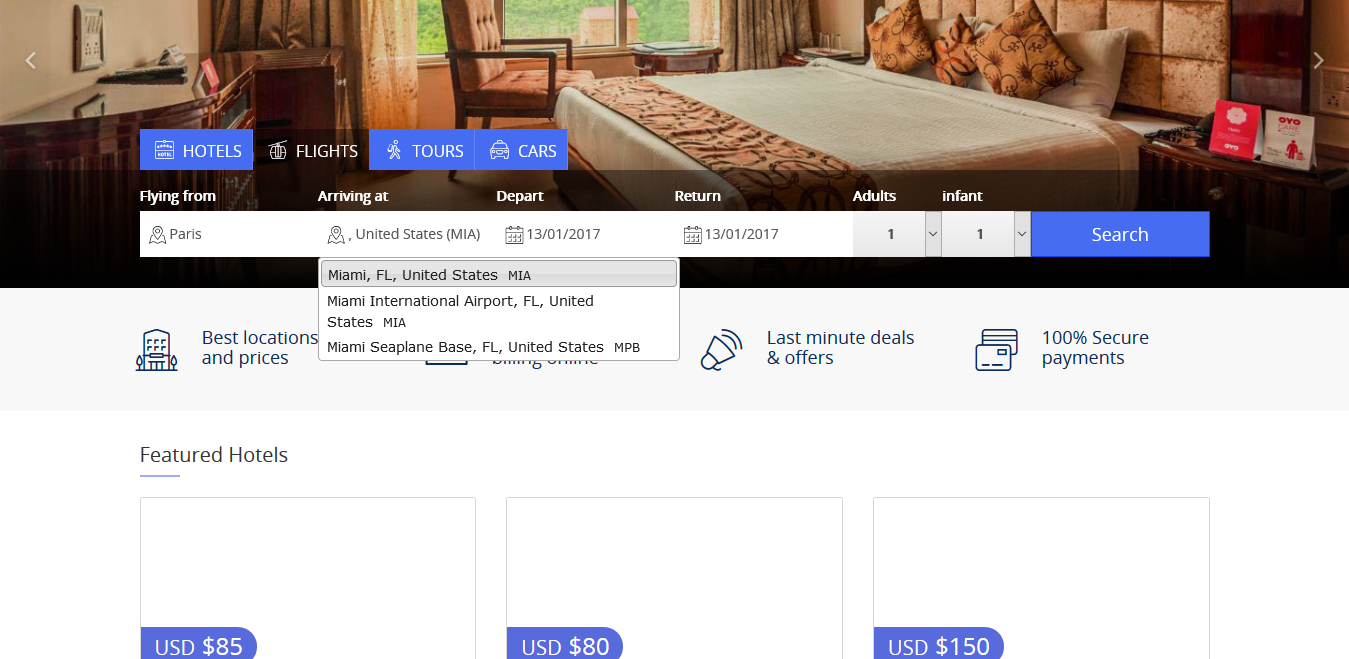 HOTELS FLIGHTS TOURS CARS
Flying from Arriving at Depart Return Adults infant
Paris , United States (MIA) 13/01/2017 13/01/2017 1 1 Search
Miami, FL, United States MIA
Miami International Airport, FL, United
States MIA
Miami Seaplane Base, FL, United States MPB
Best locations
and prices
billing online
Last minute deals
& offers
100% Secure
payments
Featured Hotels
USD $85
USD $80
USD $150
OYO
OYO
CARE